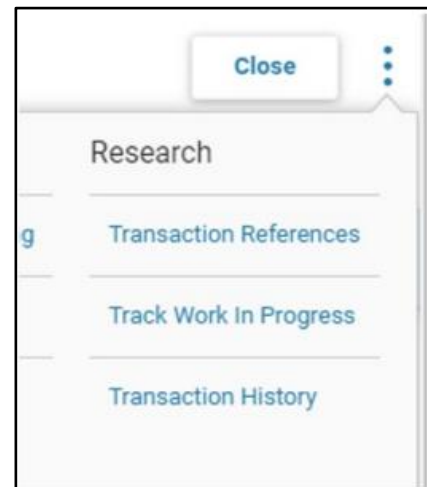 Close
Research
g
Transaction References
Track Work In Progress
Transaction History